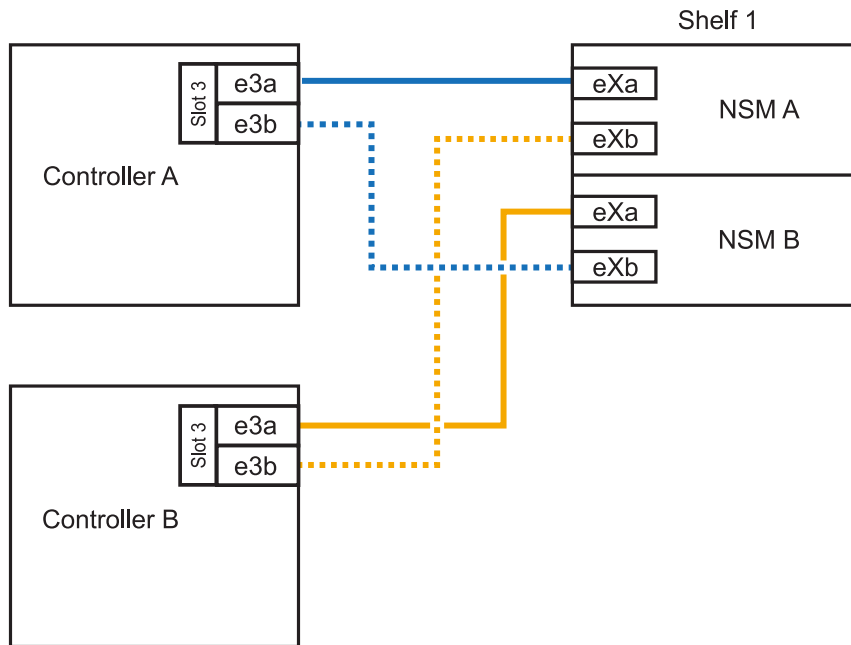 Shelf 1
Slot 3
e3a
e3b
Controller A
eXa
eXb
NSM A
eXa
eXb
NSM B
Slot 3
e3a
e3b
Controller B